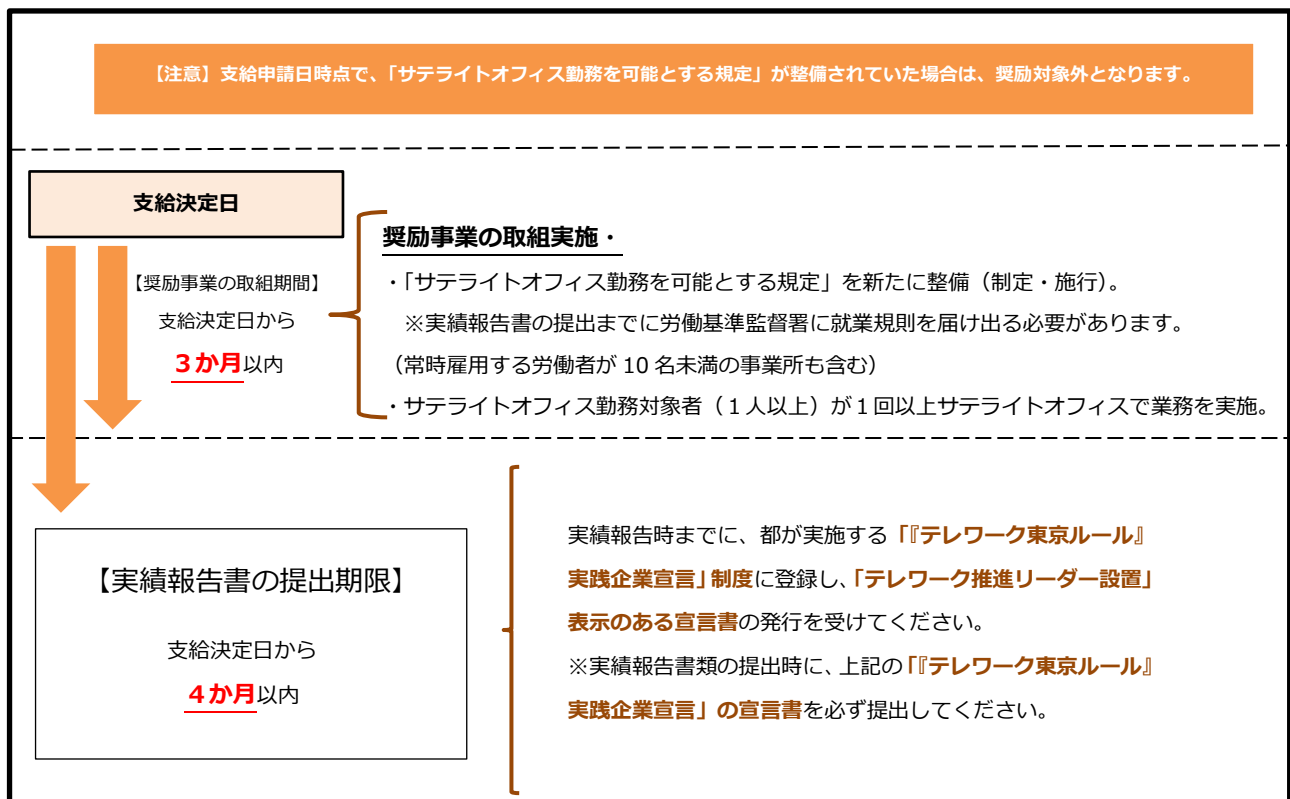 【注意】支給申請日時点で、「サテライトオフィス勤務を可能とする規定」が整備されていた場合は、奨励対象外となります。
支給決定日
【奨励事業の取組期間】
支給決定日から
３か月以内
奨励事業の取組実施・
・「サテライトオフィス勤務を可能とする規定」を新たに整備（制定・施行）。
※実績報告書の提出までに労働基準監督署に就業規則を届け出る必要があります。
（常時雇用する労働者が 10 名未満の事業所も含む）
・サテライトオフィス勤務対象者（１人以上）が１回以上サテライトオフィスで業務を実施。
【実績報告書の提出期限】
支給決定日から
４か月以内
実績報告時までに、都が実施する「『テレワーク東京ルール』
実践企業宣言」制度に登録し、「テレワーク推進リーダー設置」
表示のある宣言書の発行を受けてください。
※実績報告書類の提出時に、上記の「『テレワーク東京ルール』
実践企業宣言」の宣言書を必ず提出してください。